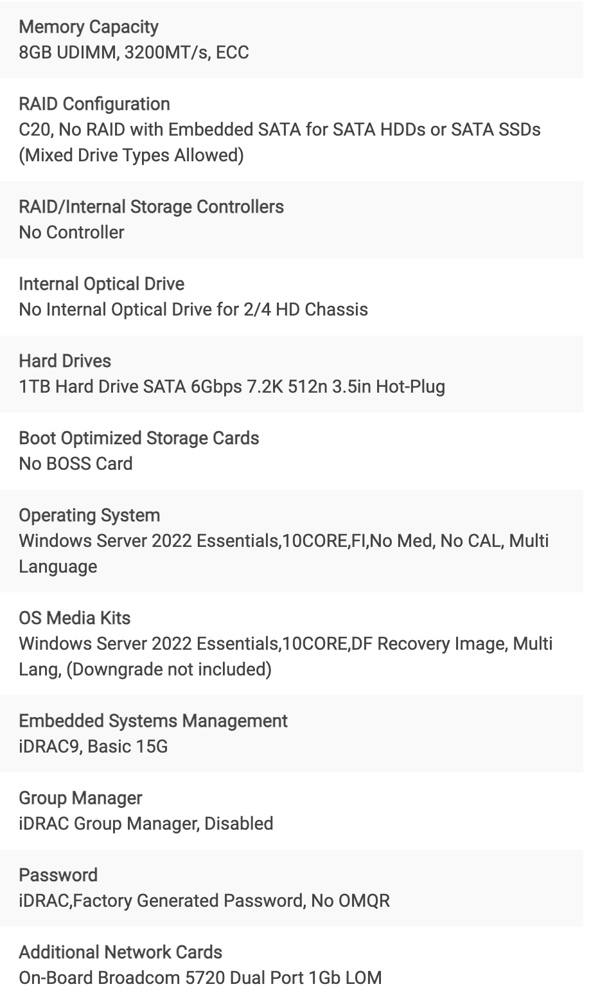 Memory Capacity
8GB UDIMM, 3200MT/s, ECC
RAID Configuration
C20, No RAID with Embedded SATA for SATA HDDs or SATA SSDs
(Mixed Drive Types Allowed)
RAID/Internal Storage Controllers
No Controller
Internal Optical Drive
No Internal Optical Drive for 2/4 HD Chassis
Hard Drives
1TB Hard Drive SATA 6Gbps 7.2K 512n 3.5in Hot-Plug
Boot Optimized Storage Cards
No BOSS Card
Operating System
Windows Server 2022 Essentials,10CORE,FI,No Med, No CAL, Multi
Language
OS Media Kits
Windows Server 2022 Essentials,10CORE,DF Recovery Image, Multi
Lang, (Downgrade not included)
Embedded Systems Management
iDRAC9, Basic 15G
Group Manager
iDRAC Group Manager, Disabled
Password
iDRAC,Factory Generated Password, No OMQR
Additional Network Cards
On-Board Broadcom 5720 Dual Port 1Gb LOM